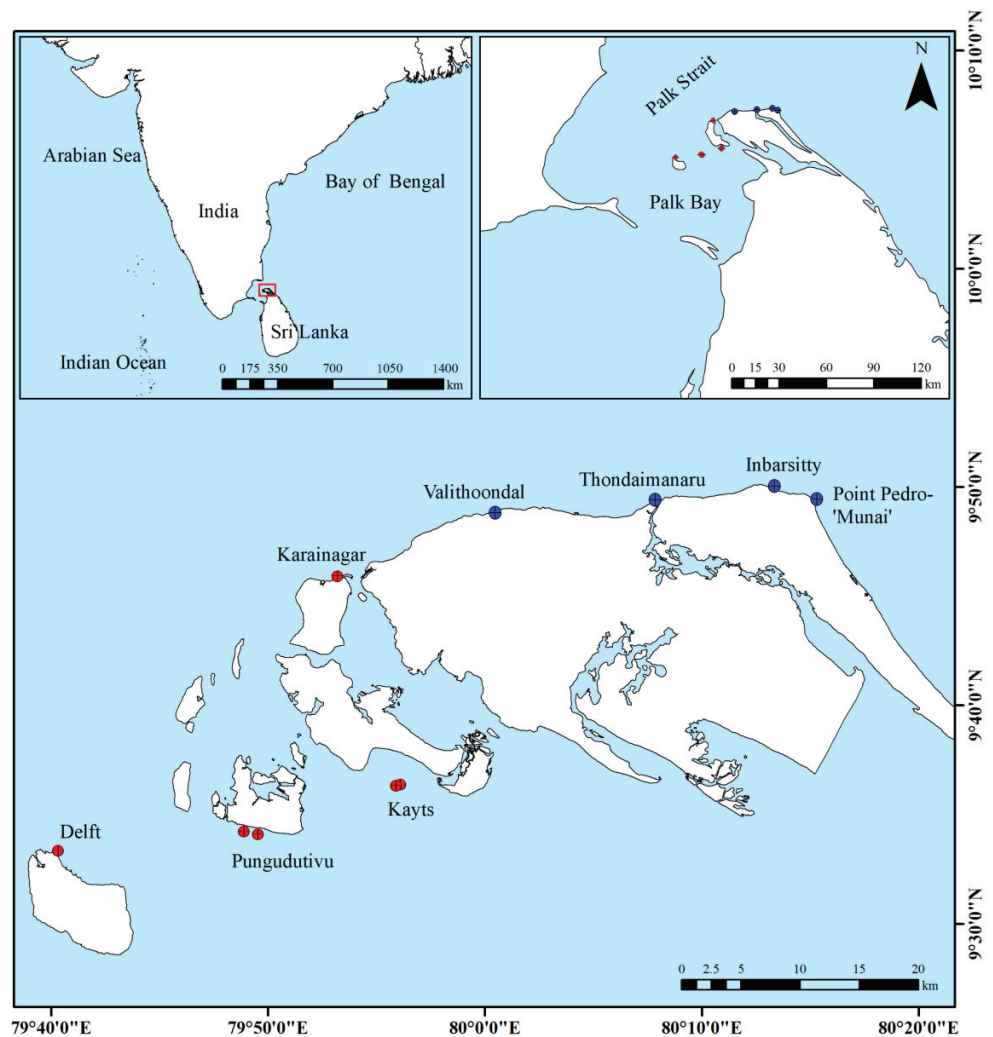 Arabian Sea
Bay of Bengal
India
Sri Lanka
Indian Ocean
0 175 350 700 1050 1400
km
N
Palk Strait
Palk Bay
0 15 30 60 90 120
km
10°10'0"N
10°0'0"N
9°50'0"N
9°40'0"N
9°30'0"N
Inbarsitty
Thondaimanaru
Valithoondal
Point Pedro-
'Munai'
Karainagar
Kayts
Delft
Pungudutivu
0 2.5 5 10 15 20
km
79°40'0"E 79°50'0"E 80°0'0"E 80°10'0"E 80°20'0"E